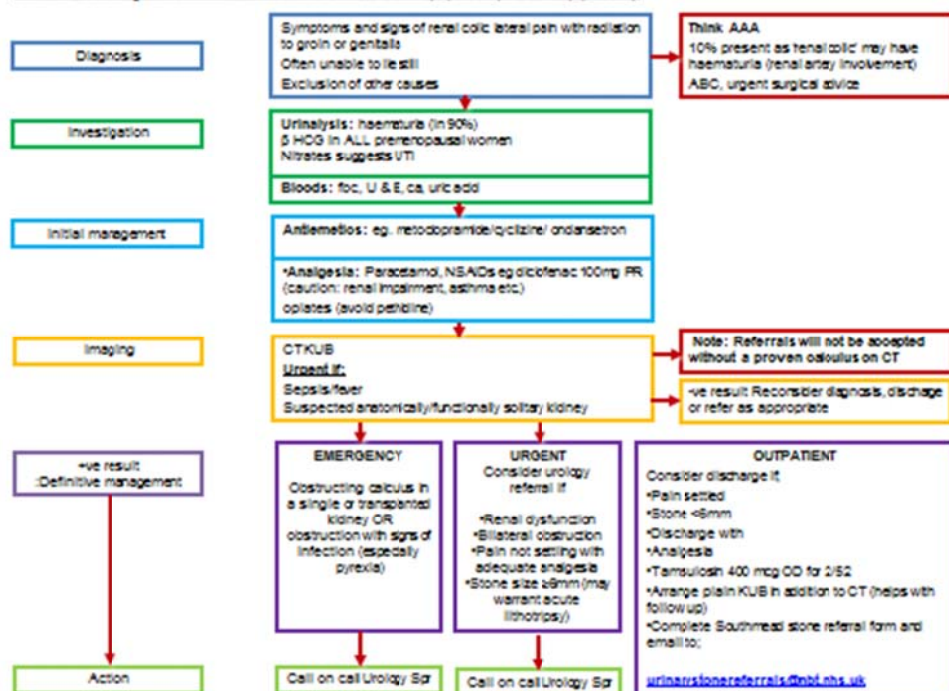 Diagnosis
Symptoms and signs of renal colic lateral pain with radiation
to groin or genitalia
Often unable to lie still
Exclusion of other causes
Think AAA
10% present as 'renal colic' may have
haematuria (renal artery involvement)
ABC, urgent surgical advice
Investigation
Urinalysis: haematuria (in 90%)
β HCG in ALL premenopausal women
Nitrates suggests UTI
Bloods: fbc, U & E, ca, uric acid
Initial management
Antiemetics: eg. metoclopramide/cyclizine/ ondansetron
•Analgesia: Paracetamol, NSAIDs eg diclofenac 100mg PR
(caution: renal impairment, asthma etc.)
opiates (avoid pethidine)
Imaging
CTKUB
Urgent if:
Sepsis/fever
Suspected anatomically/functionally solitary kidney
Note: Referrals will not be accepted
without a proven calculus on CT
-ve result Reconsider diagnosis, discharge
or refer as appropriate
+ve result
:Definitive management
EMERGENCY
Obstructing calculus in
a single or transplanted
kidney OR
obstruction with signs of
infection (especially
pyrexia)
URGENT
Consider urology
referral if
•Renal dysfunction
•Bilateral obstruction
•Pain not settling with
adequate analgesia
•Stone size ≥6mm (may
warrant acute
lithotripsy)
OUTPATIENT
Consider discharge if,
•Pain settled
•Stone <6mm
•Discharge with
•Analgesia
•Tamsulosin 400 mcg OD for 2/52
•Arrange plain KUB in addition to CT (helps with
follow up)
•Complete Southmead stone referral form and
email to;
urinarystonereferrals@nbt.nhs.uk
Action
Call on call Urology Spr
Call on call Urology Spr